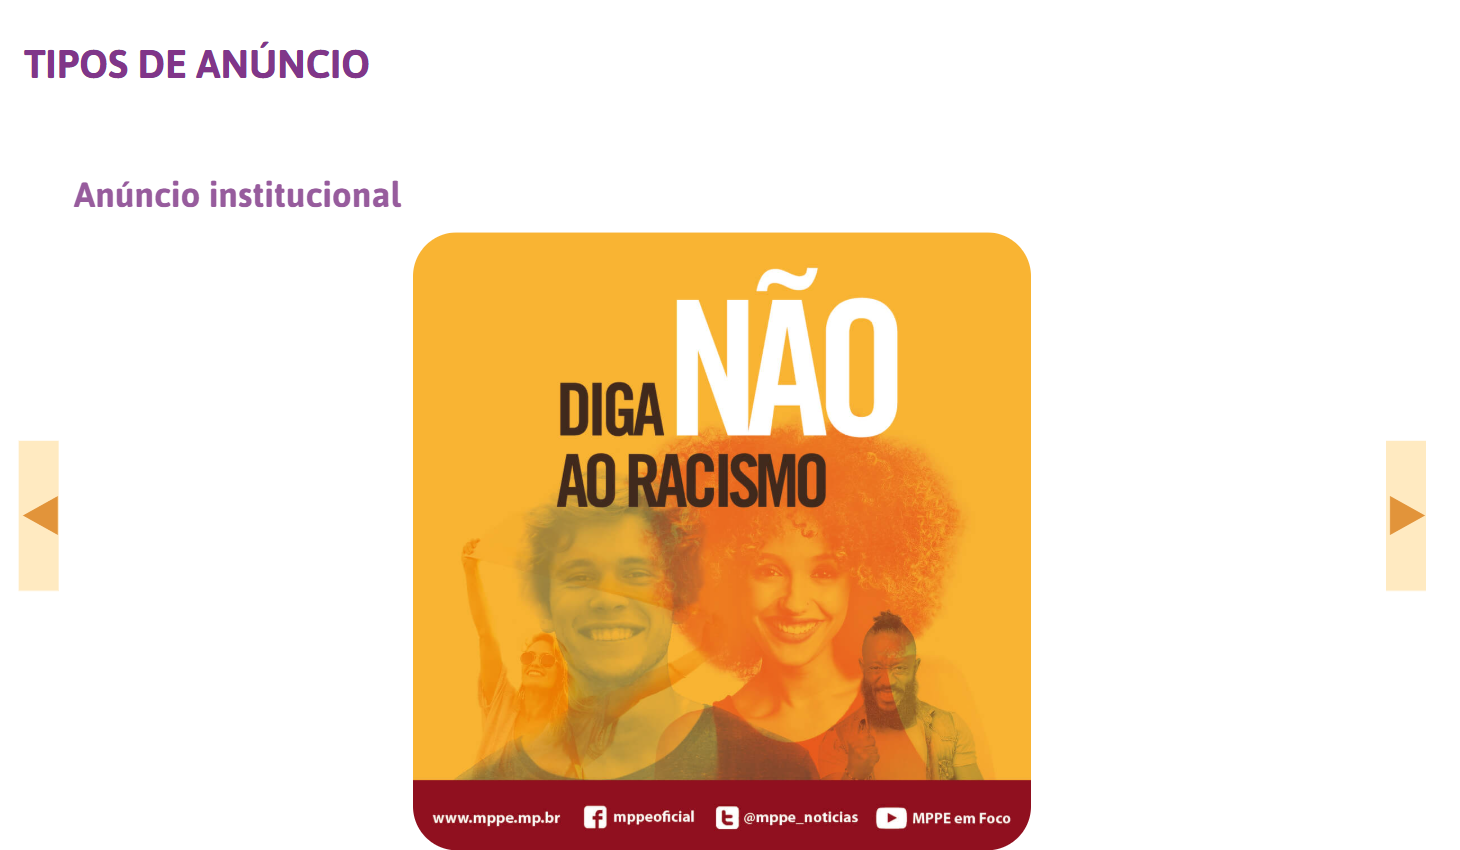 TIPOS DE ANÚNCIO
Anúncio institucional
DIGA NÃO
AO RACISMO
www.mppe.mp.br mppeoficial @mppe_noticias MPPE em Foco